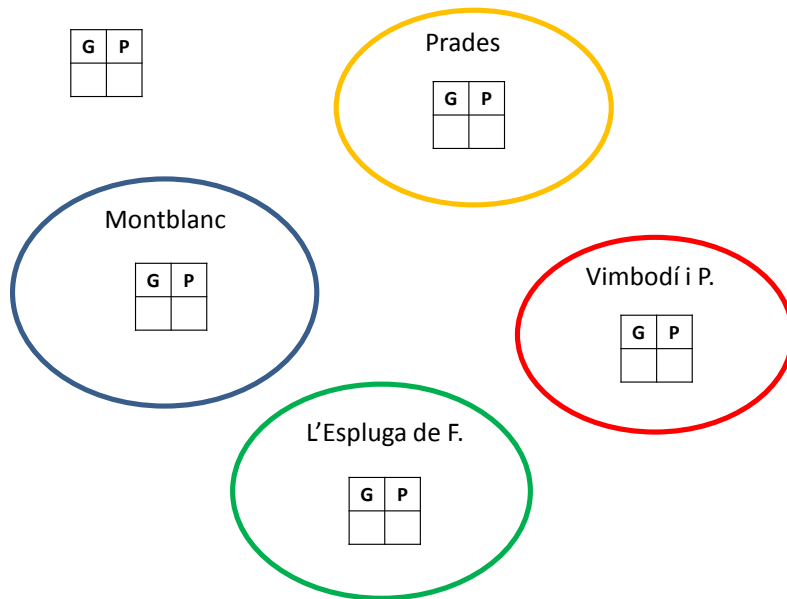 G P
Prades
G P
Montblanc
G P
Vimbodí i P.
G P
L’Espluga de F.
G P